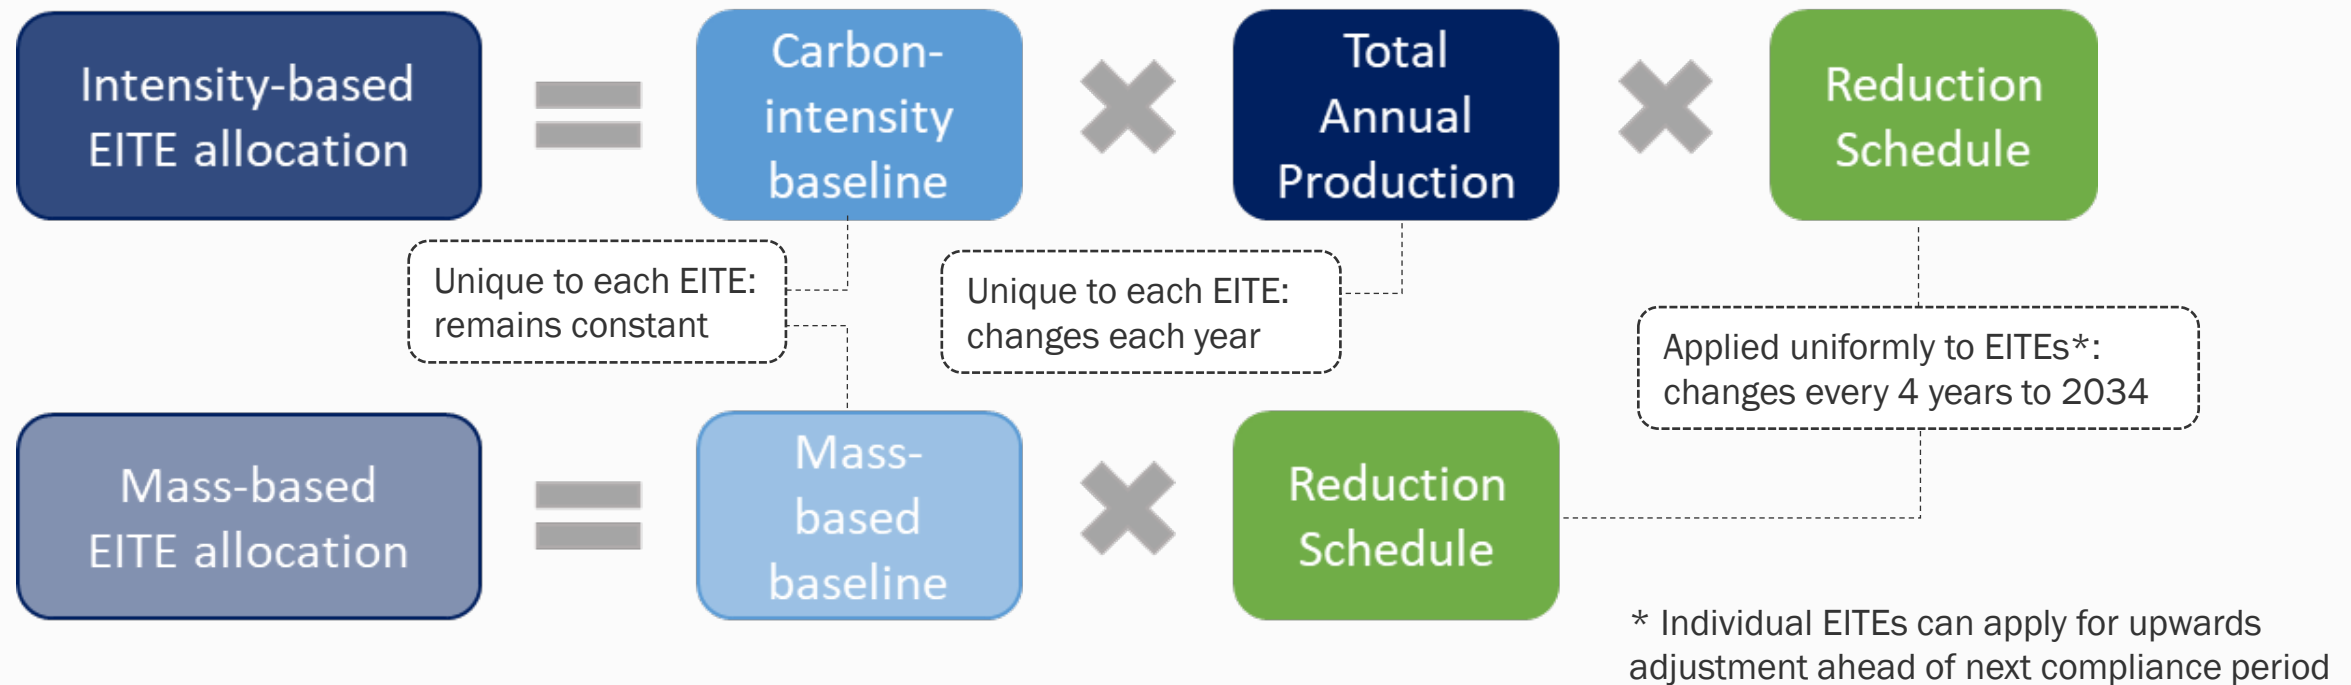 Intensity-based
EITE allocation
Carbon-
intensity
baseline
Total
Annual
Production
Reduction
Schedule
Unique to each EITE:
remains constant
Unique to each EITE:
changes each year
Applied uniformly to EITEs*:
changes every 4 years to 2034
Mass-based
EITE allocation
Mass-
based
baseline
Reduction
Schedule
* Individual EITEs can apply for upwards
adjustment ahead of next compliance period